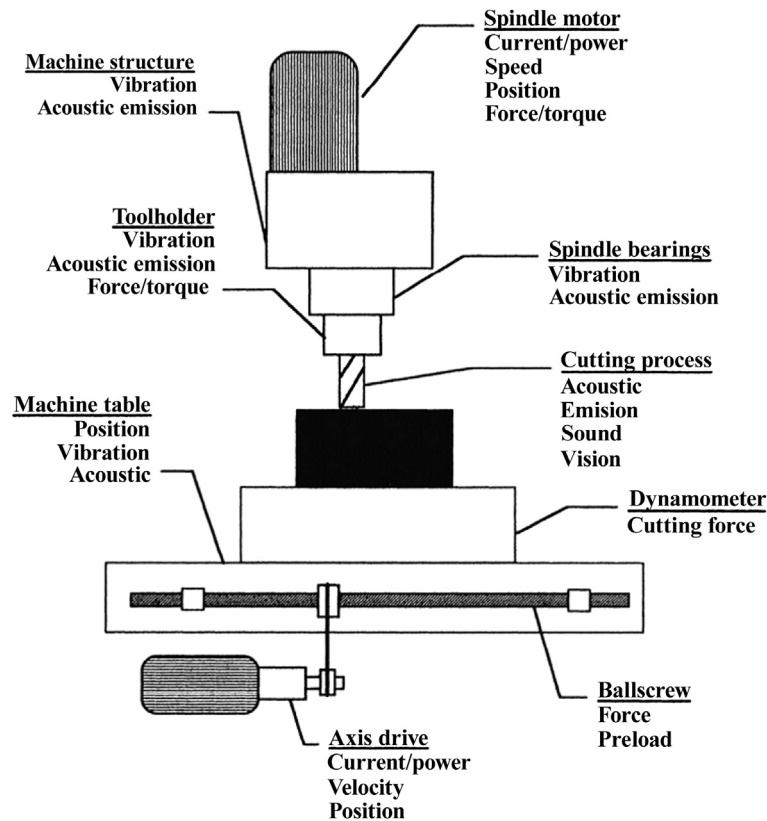 Spindle motor
Current/power
Speed
Position
Force/torque
Machine structure
Vibration
Acoustic emission
Toolholder
Vibration
Acoustic emission
Force/torque
Spindle bearings
Vibration
Acoustic emission
Cutting process
Acoustic
Emision
Sound
Vision
Machine table
Position
Vibration
Acoustic
Dynamometer
Cutting force
Ballscrew
Force
Preload
Axis drive
Current/power
Velocity
Position